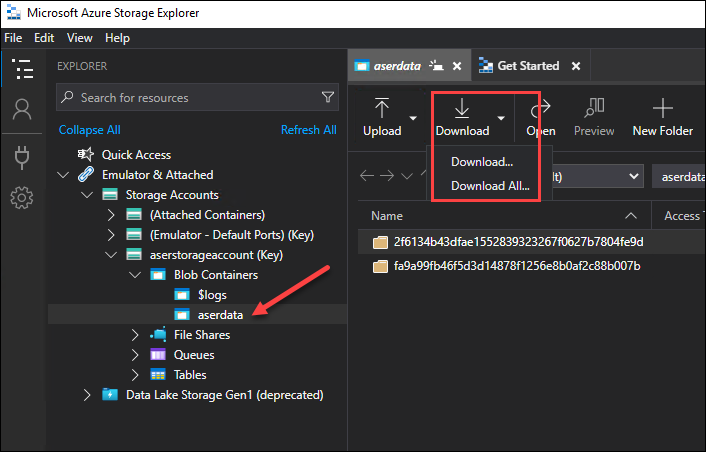 Microsoft Azure Storage Explorer
File Edit View Help
EXPLORER
Search for resources
Collapse All Refresh All
Quick Access
Emulator & Attached
Storage Accounts
(Attached Containers)
(Emulator - Default Ports) (Key)
aserstorageaccount (Key)
Blob Containers
$logs
aserdata
File Shares
Queues
Tables
Data Lake Storage Gen1 (deprecated)
aserdata Get Started
Upload Download Open Preview New Folder
Download...
Download All...
lt) aserdata
Name Access T
2f6134b43dfae1552839323267f0627b7804fe9d
fa9a99fb46f5d3d14878f1256e8b0af2c88b007b